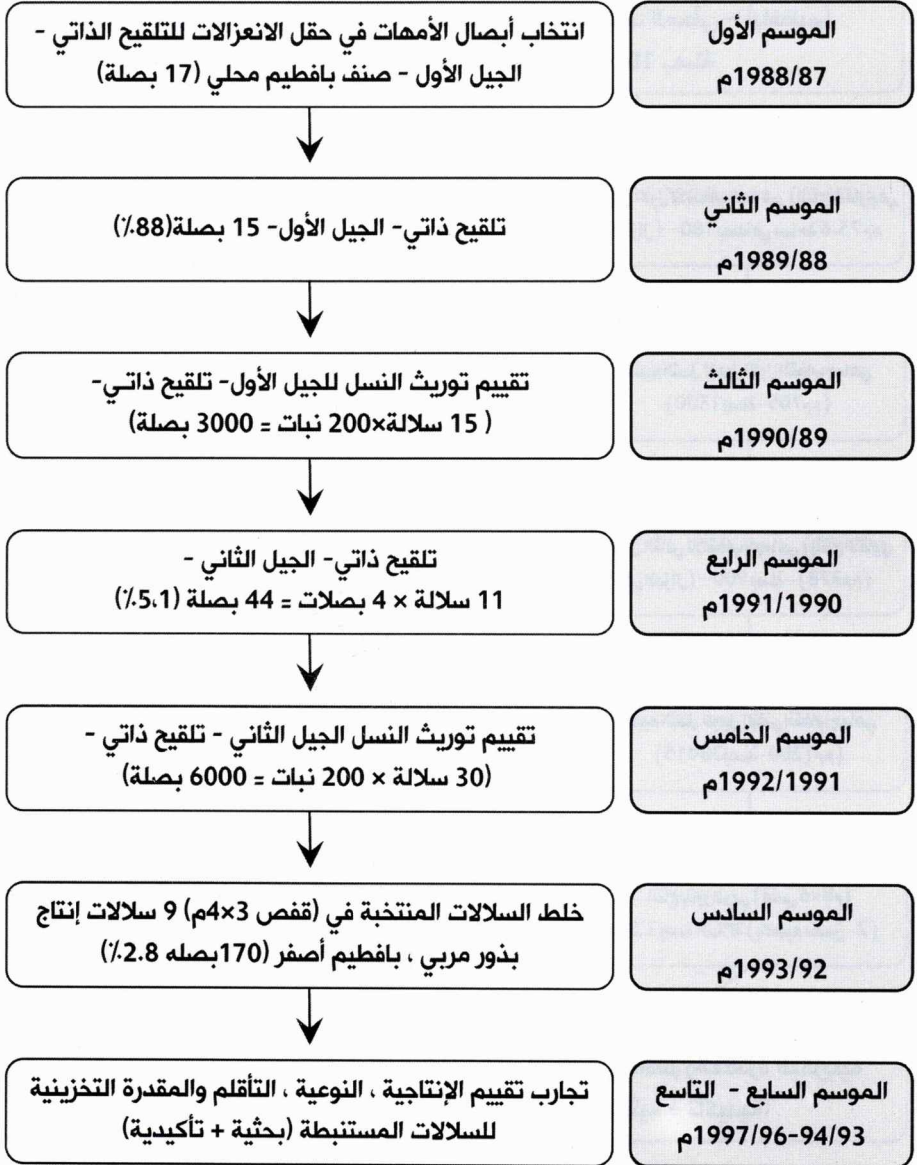 الموسم الأول
1988/87م
انتخاب أبصال الأمهات في حقل الانعزالات للتلقيح الذاتي -
الجيل الأول - صنف بافطيم محلي (17 بصلة)
الموسم الثاني
1989/88م
تلقيح ذاتي- الجيل الأول- 15 بصلة(88٪)
الموسم الثالث
1990/89م
تقييم توريث النسل للجيل الأول- تلقيح ذاتي-
( 15 سلالة×200 نبات = 3000 بصلة)
الموسم الرابع
1991/1990م
تلقيح ذاتي- الجيل الثاني -
11 سلالة × 4 بصلات = 44 بصلة (5،1٪)
الموسم الخامس
1992/1991م
تقييم توريث النسل الجيل الثاني - تلقيح ذاتي -
(30 سلالة × 200 نبات = 6000 بصلة)
الموسم السادس
1993/92م
خلط السلالات المنتخبة في (قفص 3×4م) 9 سلالات إنتاج
بذور مربي ، بافطيم أصفر (170بصله 2.8٪)
الموسم السابع - التاسع
1997/96-94/93م
تجارب تقييم الإنتاجية ، النوعية ، التأقلم والمقدرة التخزينية
للسلالات المستنبطة (بحثية + تأكيدية)